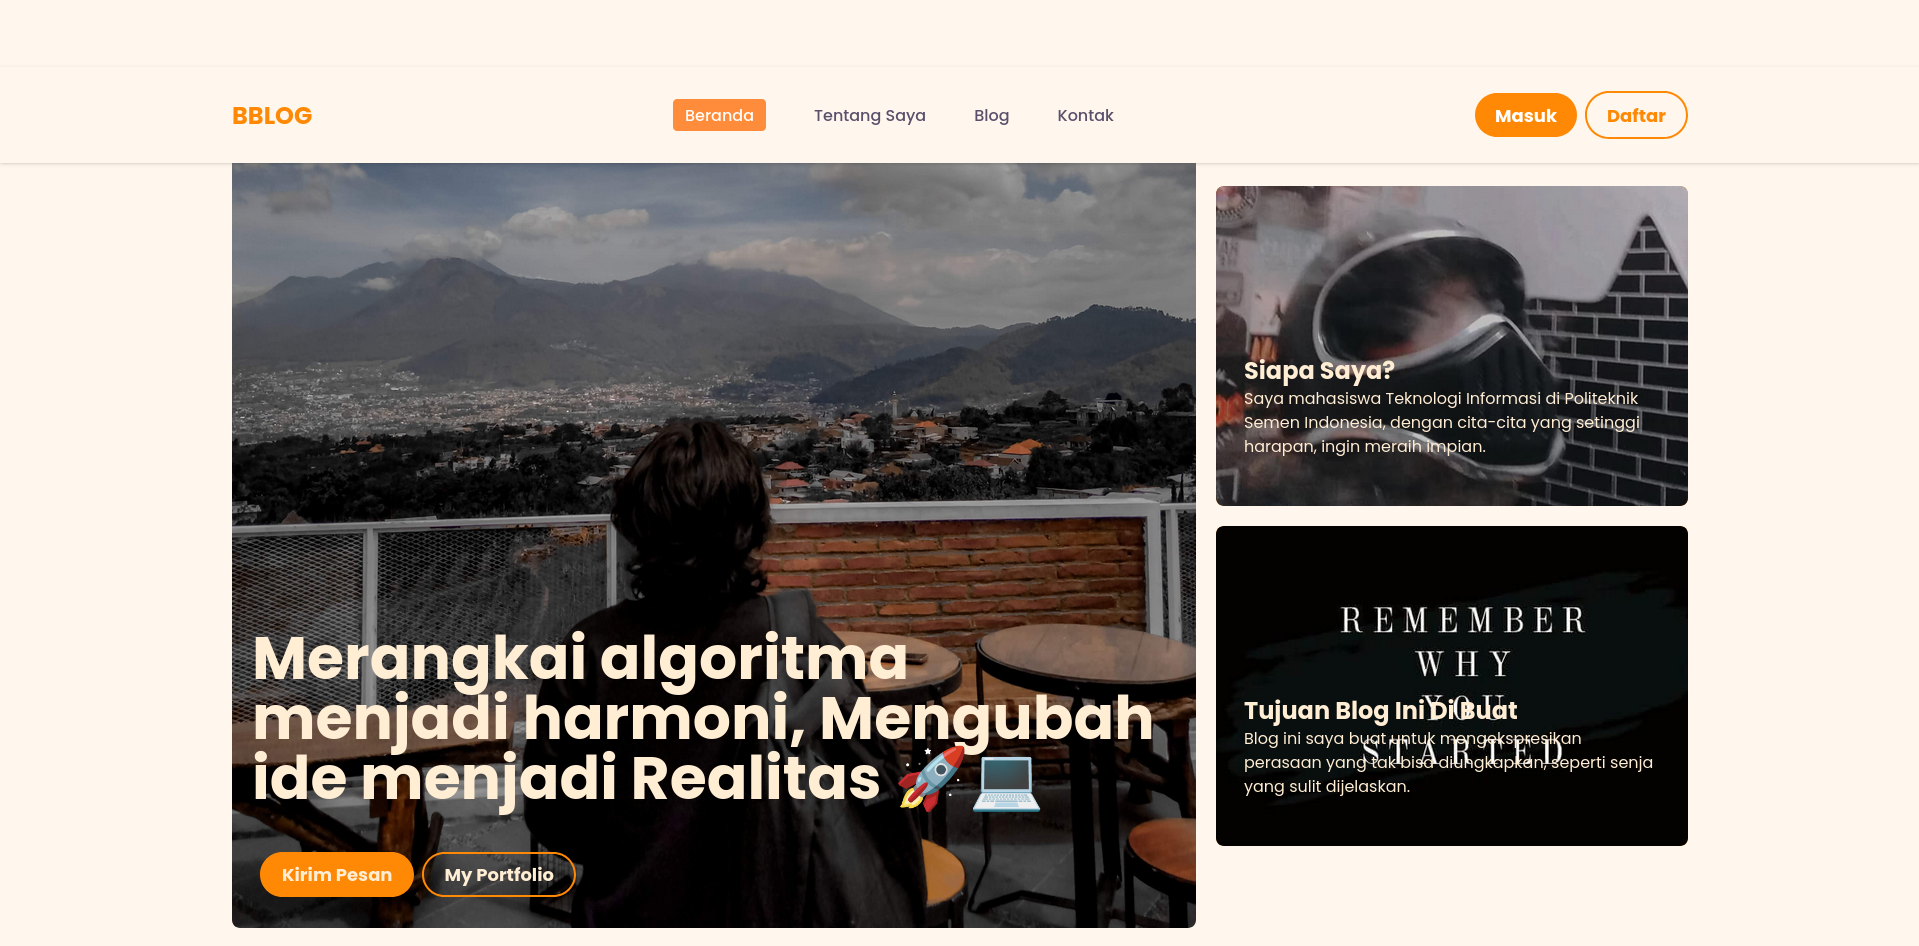 BBLOG
Beranda
Tentang Saya
Blog
Kontak
Masuk
Daftar
Merangkai algoritma
menjadi harmoni, Mengubah
ide menjadi Realitas 🚀💻
Kirim Pesan
My Portfolio
Siapa Saya?
Saya mahasiswa Teknologi Informasi di Politeknik
Semen Indonesia, dengan cita-cita yang setinggi
harapan, ingin meraih impian.
REMEMBER
WHY
YOU
STARTED
Tujuan Blog Ini Di Buat
Blog ini saya buat untuk mengekspresikan
perasaan yang tak bisa diungkapkan, seperti senja
yang sulit dijelaskan.